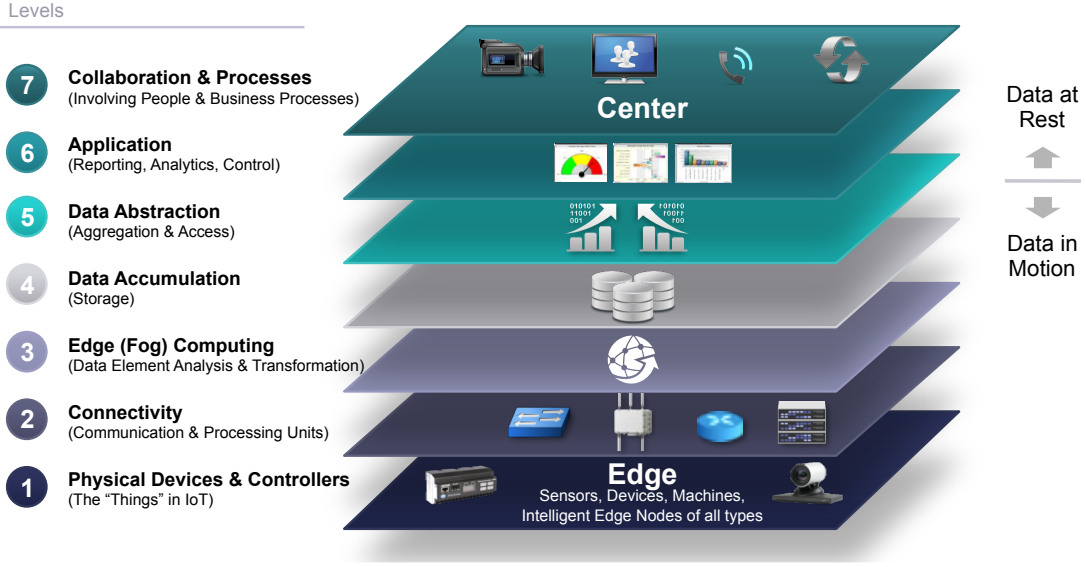 Levels
7
Collaboration & Processes
(Involving People & Business Processes)
6
Application
(Reporting, Analytics, Control)
5
Data Abstraction
(Aggregation & Access)
4
Data Accumulation
(Storage)
3
Edge (Fog) Computing
(Data Element Analysis & Transformation)
2
Connectivity
(Communication & Processing Units)
1
Physical Devices & Controllers
(The “Things” in IoT)
Center
010101
11001
001
Edge
Sensors, Devices, Machines,
Intelligent Edge Nodes of all types
Data at
Rest
Data in
Motion